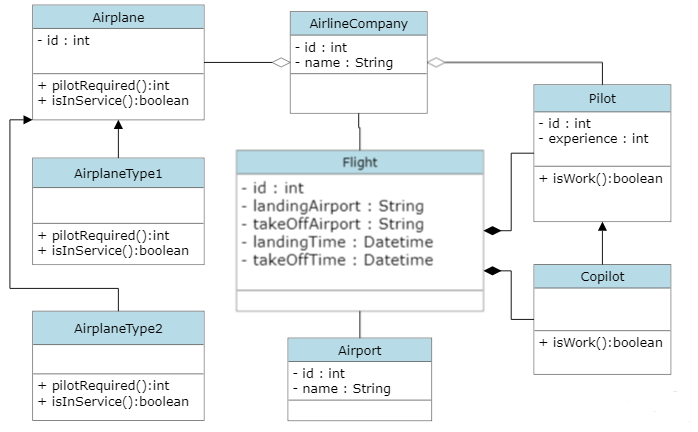 Airplane
- id : int
+ pilotRequired():int
+ isInService():boolean
AirlineCompany
- id : int
- name : String
Pilot
- id : int
- experience : int
+ isWork():boolean
Flight
- id : int
- landingAirport : String
- takeOffAirport : String
- landingTime : Datetime
- takeOffTime : Datetime
AirplaneType1
+ pilotRequired():int
+ isInService():boolean
Copilot
+ isWork():boolean
AirplaneType2
+ pilotRequired():int
+ isInService():boolean
Airport
- id : int
- name : String